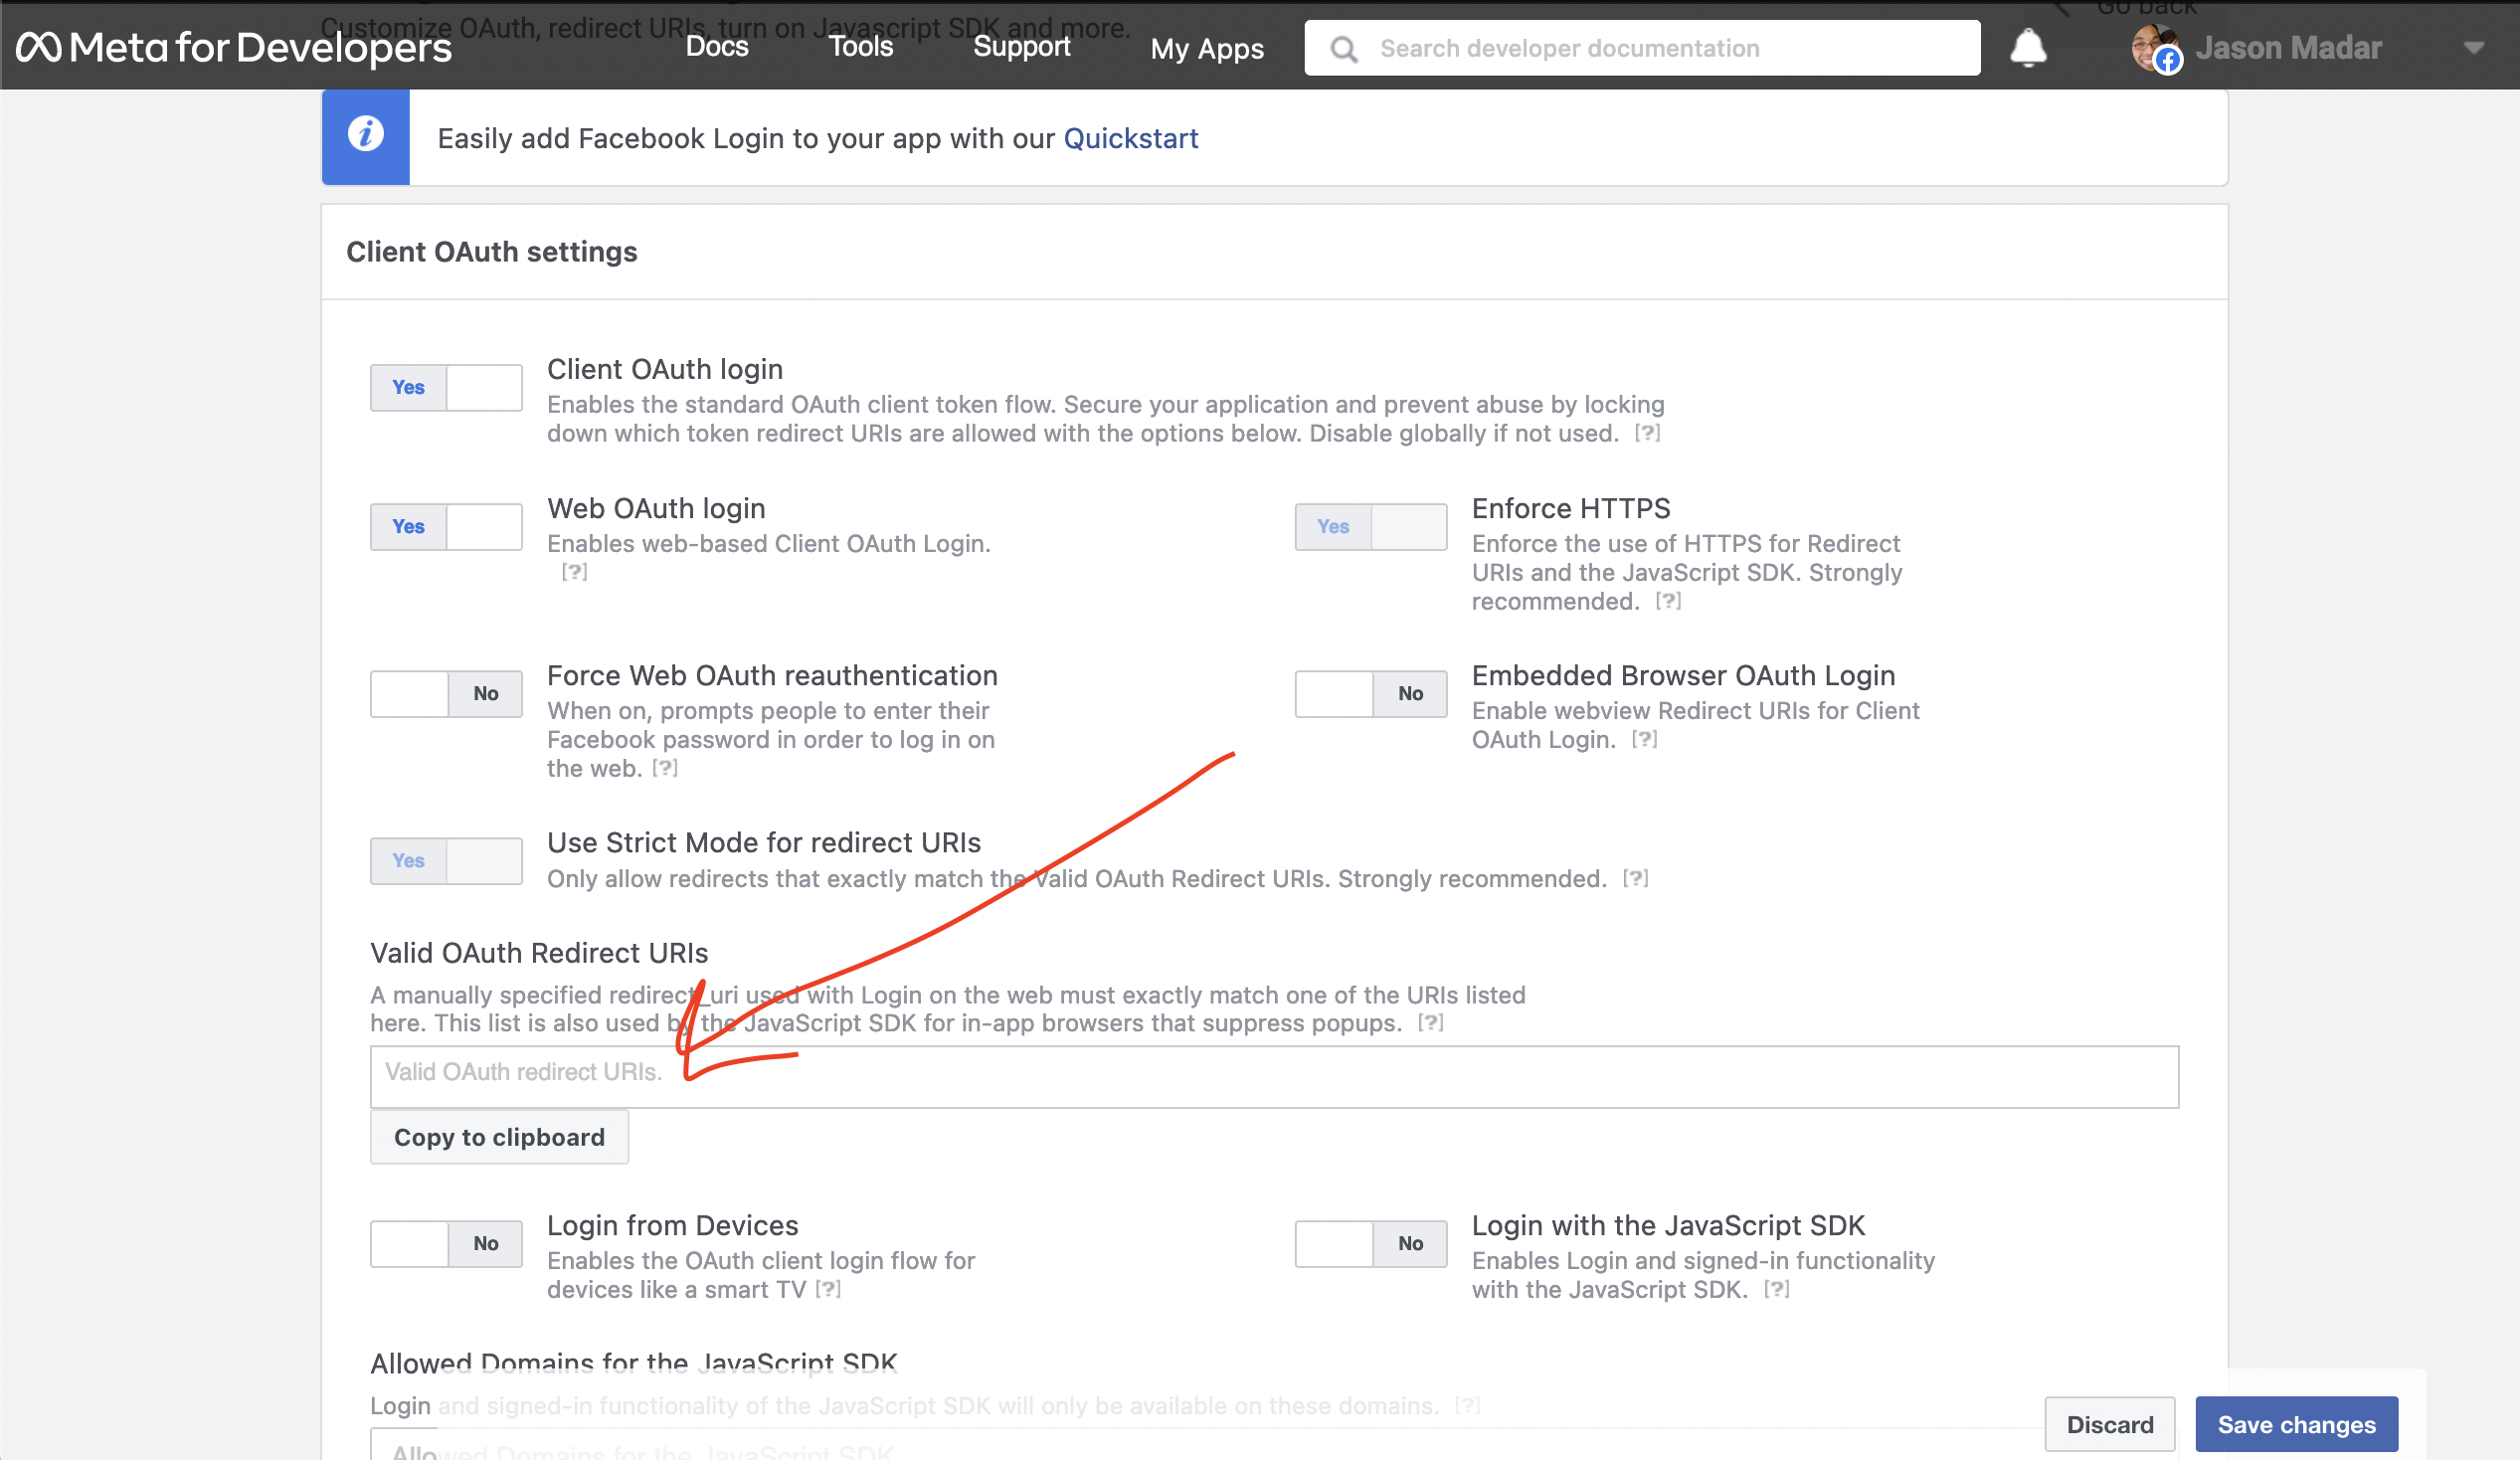 Customize OAuth, redirect URIs, turn on Javascript SDK and more.
Go back
Meta for Developers
Docs
Tools
Support
My Apps
Search developer documentation
Jason Madar
Easily add Facebook Login to your app with our Quickstart
Client OAuth settings
Yes
Client OAuth login
Enables the standard OAuth client token flow. Secure your application and prevent abuse by locking
down which token redirect URIs are allowed with the options below. Disable globally if not used. [?]
Yes
Web OAuth login
Enables web-based Client OAuth Login.
[?]
Yes
Enforce HTTPS
Enforce the use of HTTPS for Redirect
URIs and the JavaScript SDK. Strongly
recommended. [?]
No
Force Web OAuth reauthentication
When on, prompts people to enter their
Facebook password in order to log in on
the web. [?]
No
Embedded Browser OAuth Login
Enable webview Redirect URIs for Client
OAuth Login. [?]
Yes
Use Strict Mode for redirect URIs
Only allow redirects that exactly match the Valid OAuth Redirect URIs. Strongly recommended. [?]
Valid OAuth Redirect URIs
A manually specified redirect_uri used with Login on the web must exactly match one of the URIs listed
here. This list is also used by the JavaScript SDK for in-app browsers that suppress popups. [?]
Valid OAuth redirect URIs.
Copy to clipboard
No
Login from Devices
Enables the OAuth client login flow for
devices like a smart TV [?]
No
Login with the JavaScript SDK
Enables Login and signed-in functionality
with the JavaScript SDK. [?]
Allowed Domains for the JavaScript SDK
Login and signed-in functionality of the JavaScript SDK will only be available on these domains. [?]
Allowed Domains for the JavaScript SDK
Discard
Save changes